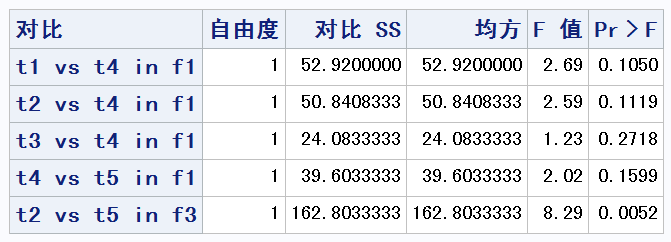 对比 自由度 对比 SS 均方 F 值 Pr > F
t1 vs t4 in f1 1 52.9200000 52.9200000 2.69 0.1050
t2 vs t4 in f1 1 50.8408333 50.8408333 2.59 0.1119
t3 vs t4 in f1 1 24.0833333 24.0833333 1.23 0.2718
t4 vs t5 in f1 1 39.6033333 39.6033333 2.02 0.1599
t2 vs t5 in f3 1 162.8033333 162.8033333 8.29 0.0052